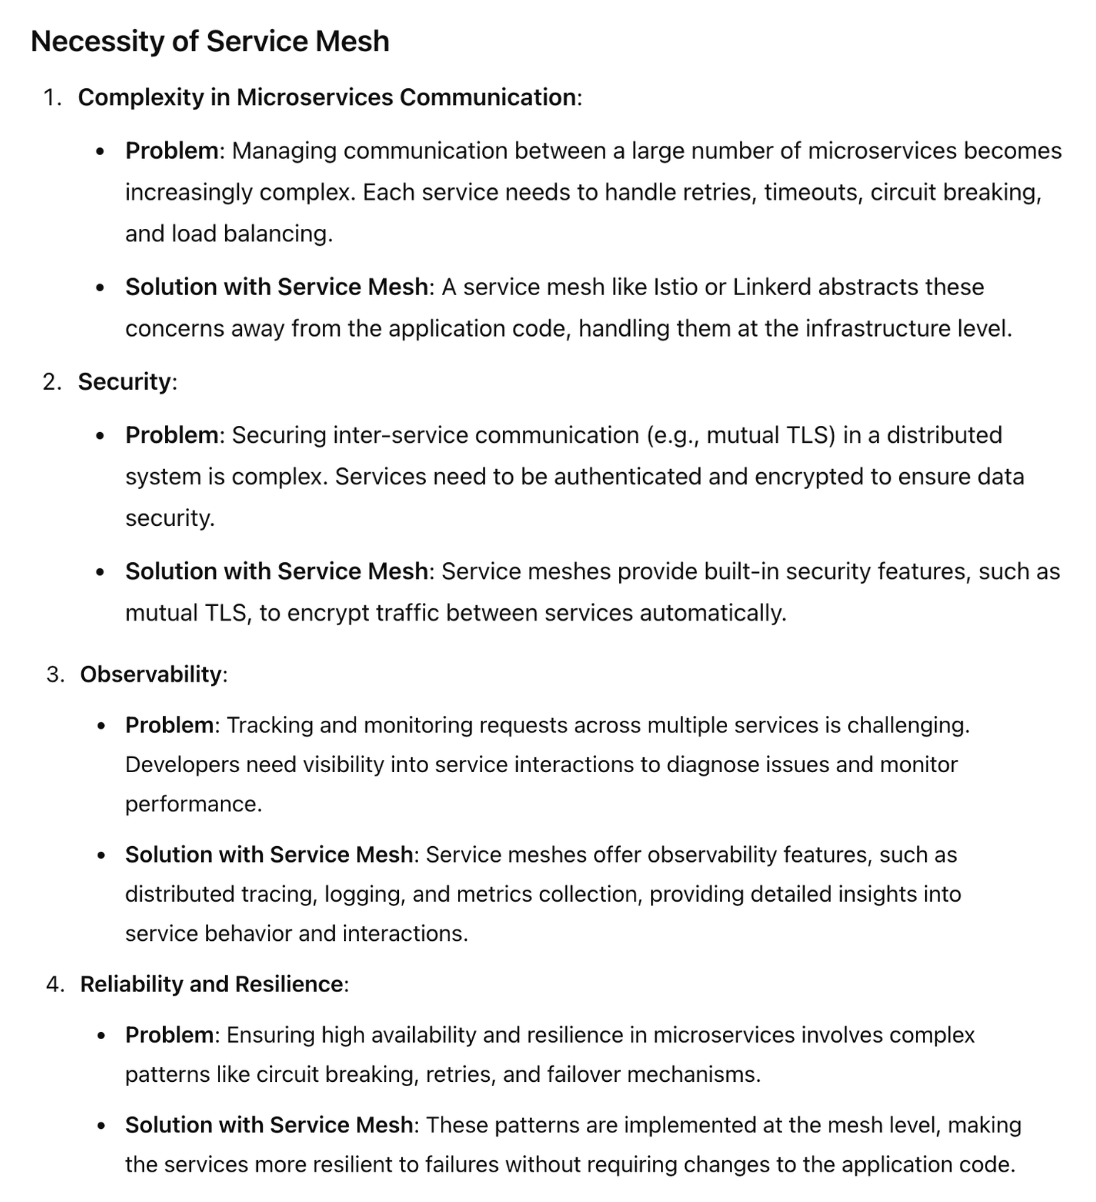 Necessity of Service Mesh
1. Complexity in Microservices Communication:
• Problem: Managing communication between a large number of microservices becomes
increasingly complex. Each service needs to handle retries, timeouts, circuit breaking,
and load balancing.
• Solution with Service Mesh: A service mesh like Istio or Linkerd abstracts these
concerns away from the application code, handling them at the infrastructure level.
2. Security:
• Problem: Securing inter-service communication (e.g., mutual TLS) in a distributed
system is complex. Services need to be authenticated and encrypted to ensure data
security.
• Solution with Service Mesh: Service meshes provide built-in security features, such as
mutual TLS, to encrypt traffic between services automatically.
3. Observability:
• Problem: Tracking and monitoring requests across multiple services is challenging.
Developers need visibility into service interactions to diagnose issues and monitor
performance.
• Solution with Service Mesh: Service meshes offer observability features, such as
distributed tracing, logging, and metrics collection, providing detailed insights into
service behavior and interactions.
4. Reliability and Resilience:
• Problem: Ensuring high availability and resilience in microservices involves complex
patterns like circuit breaking, retries, and failover mechanisms.
• Solution with Service Mesh: These patterns are implemented at the mesh level, making
the services more resilient to failures without requiring changes to the application code.